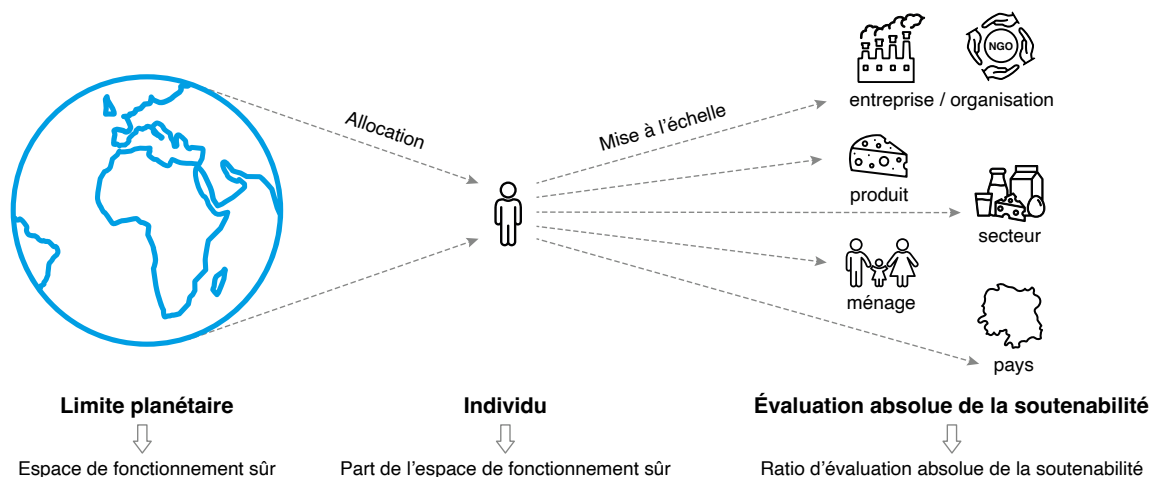 NGO
entreprise / organisation
Allocation
Mise à l’échelle
produit
secteur
ménage
pays
Limite planétaire
Individu
Évaluation absolue de la soutenabilité
Espace de fonctionnement sûr
Part de l’espace de fonctionnement sûr
Ratio d’évaluation absolue de la soutenabilité